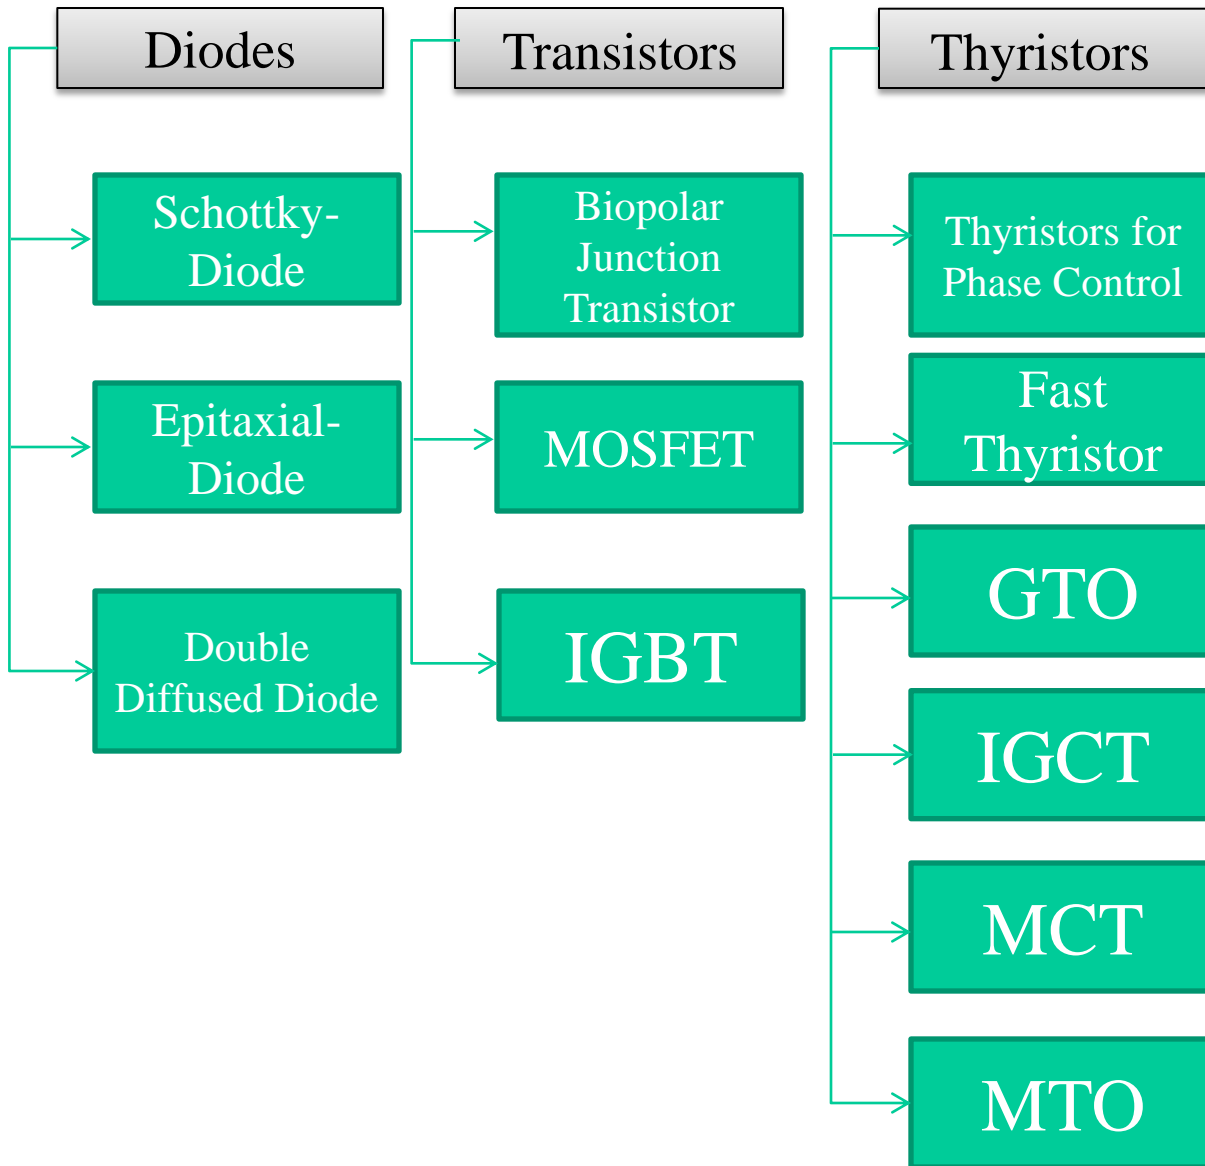 Diodes
Schottky-
Diode
Epitaxial-
Diode
Double
Diffused Diode
Transistors
Biopolar
Junction
Transistor
MOSFET
IGBT
Thyristors
Thyristors for
Phase Control
Fast
Thyristor
GTO
IGCT
MCT
MTO